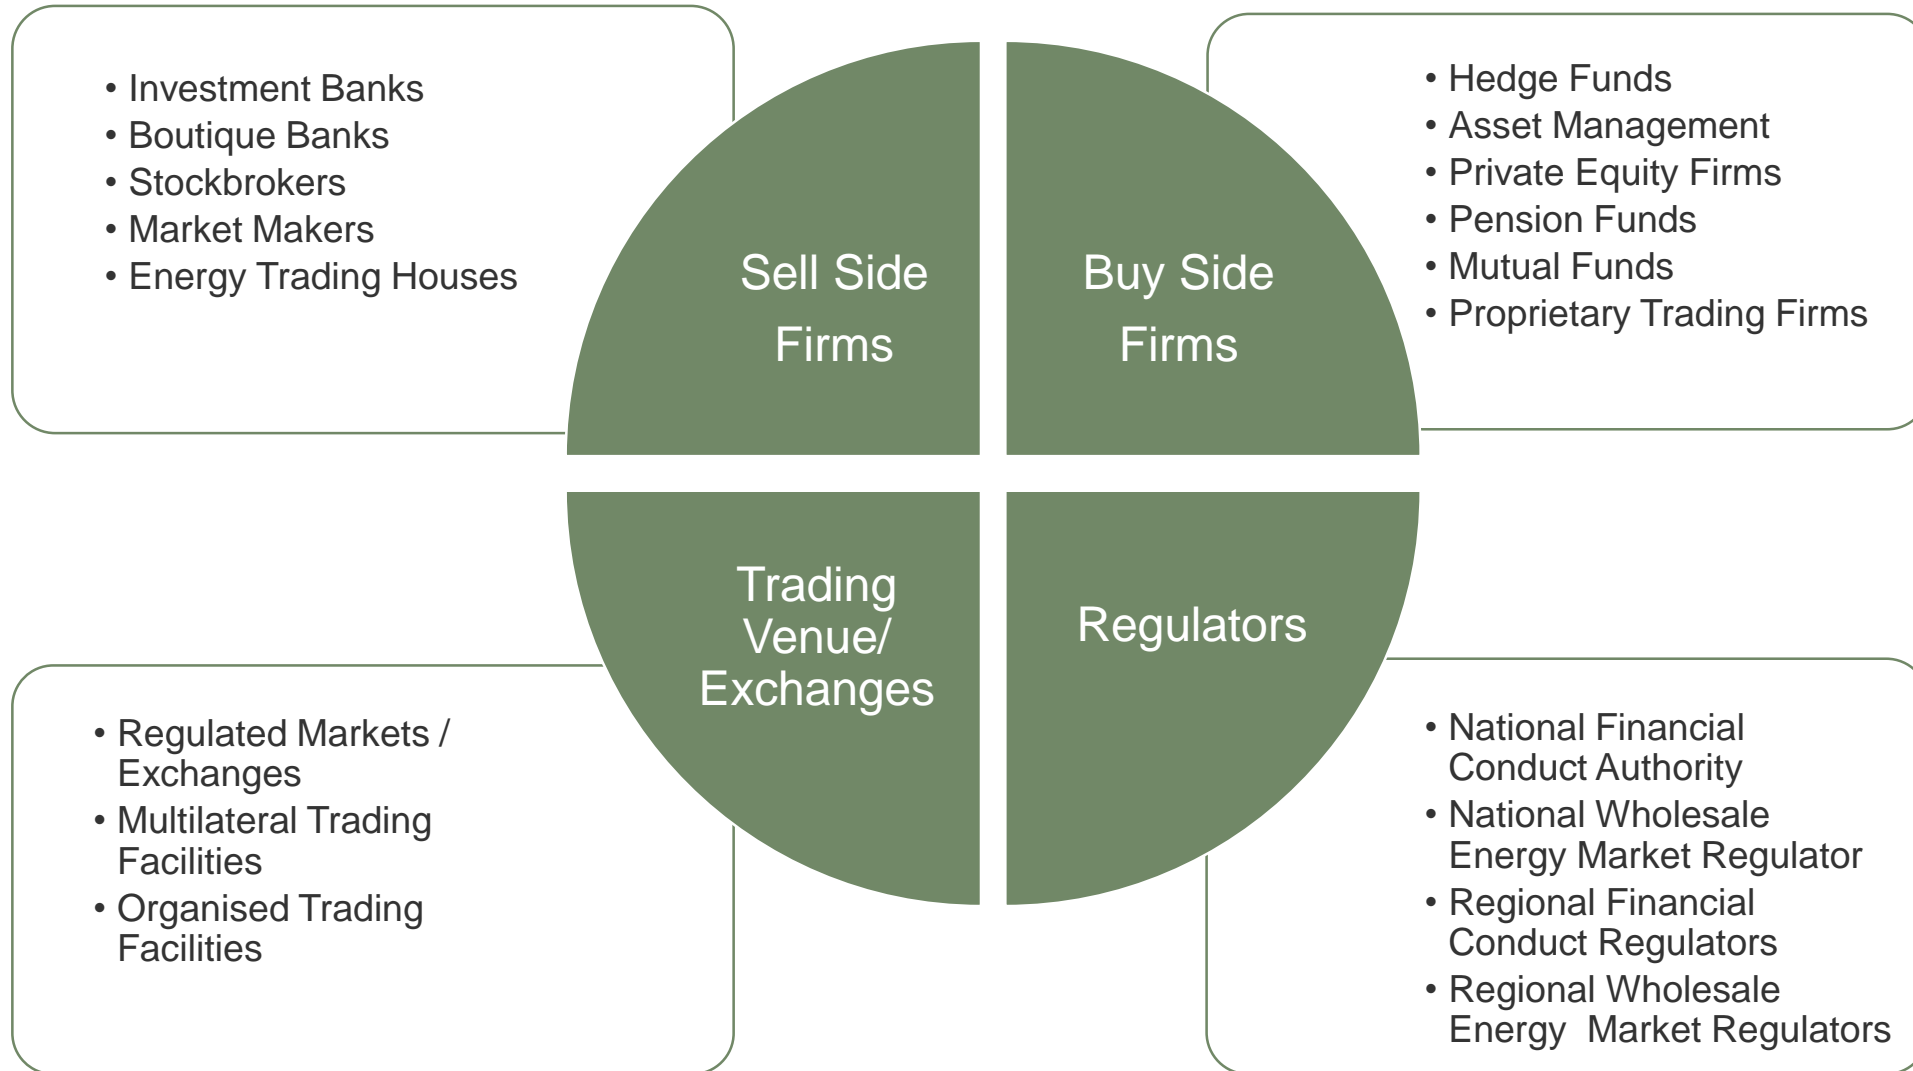 • Investment Banks
• Boutique Banks
• Stockbrokers
• Market Makers
• Energy Trading Houses
Sell Side
Firms
Buy Side
Firms
• Hedge Funds
• Asset Management
• Private Equity Firms
• Pension Funds
• Mutual Funds
• Proprietary Trading Firms
Trading
Venue/
Exchanges
Regulators
• Regulated Markets /
Exchanges
• Multilateral Trading
Facilities
• Organised Trading
Facilities
• National Financial
Conduct Authority
• National Wholesale
Energy Market Regulator
• Regional Financial
Conduct Regulators
• Regional Wholesale
Energy  Market Regulators